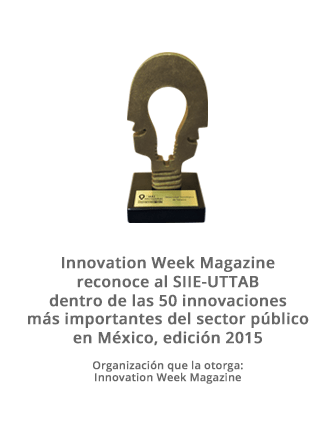 Innovation Week Magazine
reconoce al SIIE-UTTAB
dentro de las 50 innovaciones
más importantes del sector público
en México, edición 2015
Organización que la otorga:
Innovation Week Magazine